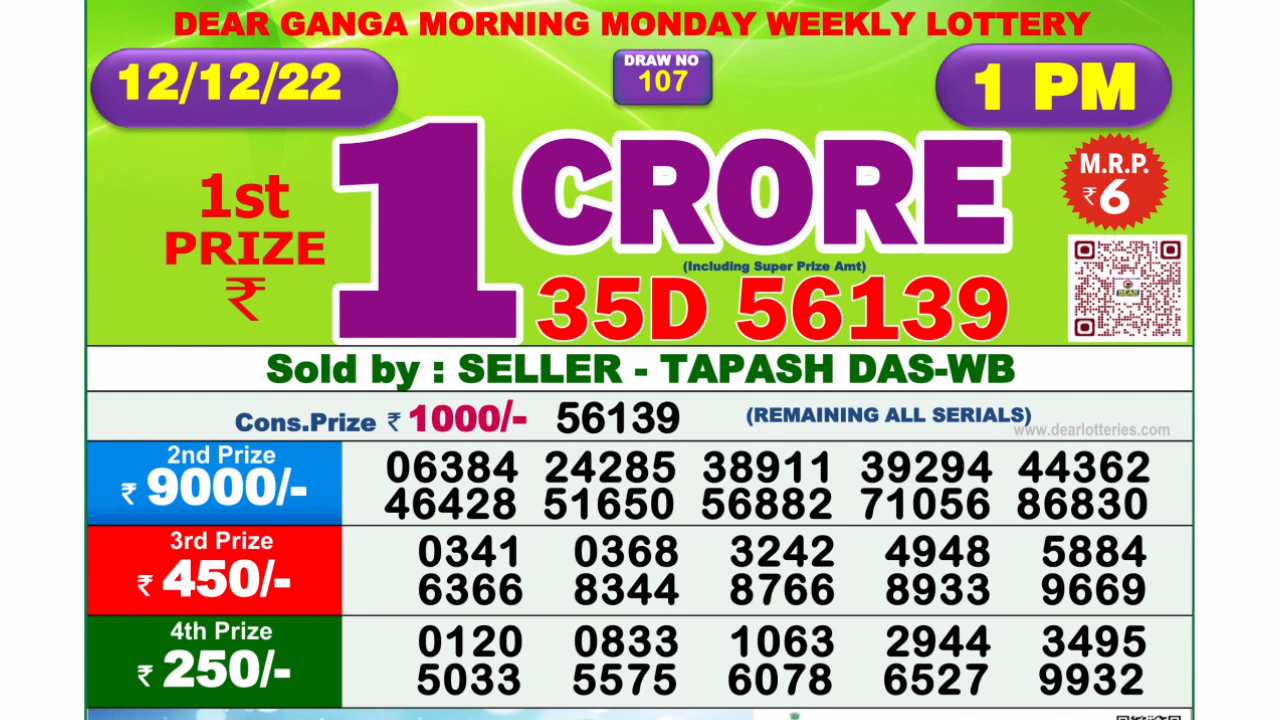 DEAR GANGA MORNING MONDAY WEEKLY LOTTERY
12/12/22
DRAW NO
107
1 PM
1st
PRIZE
₹
1 CRORE
(Including Super Prize Amt)
35D 56139
M.R.P.
₹6
DEAR
Sold by : SELLER - TAPASH DAS-WB
Cons.Prize ₹ 1000/- 56139 (REMAINING ALL SERIALS)
www.dearlotteries.com
2nd Prize
₹ 9000/-
06384 24285 38911 39294 44362
46428 51650 56882 71056 86830
3rd Prize
₹ 450/-
0341 0368 3242 4948 5884
6366 8344 8766 8933 9669
4th Prize
₹ 250/-
0120 0833 1063 2944 3495
5033 5575 6078 6527 9932